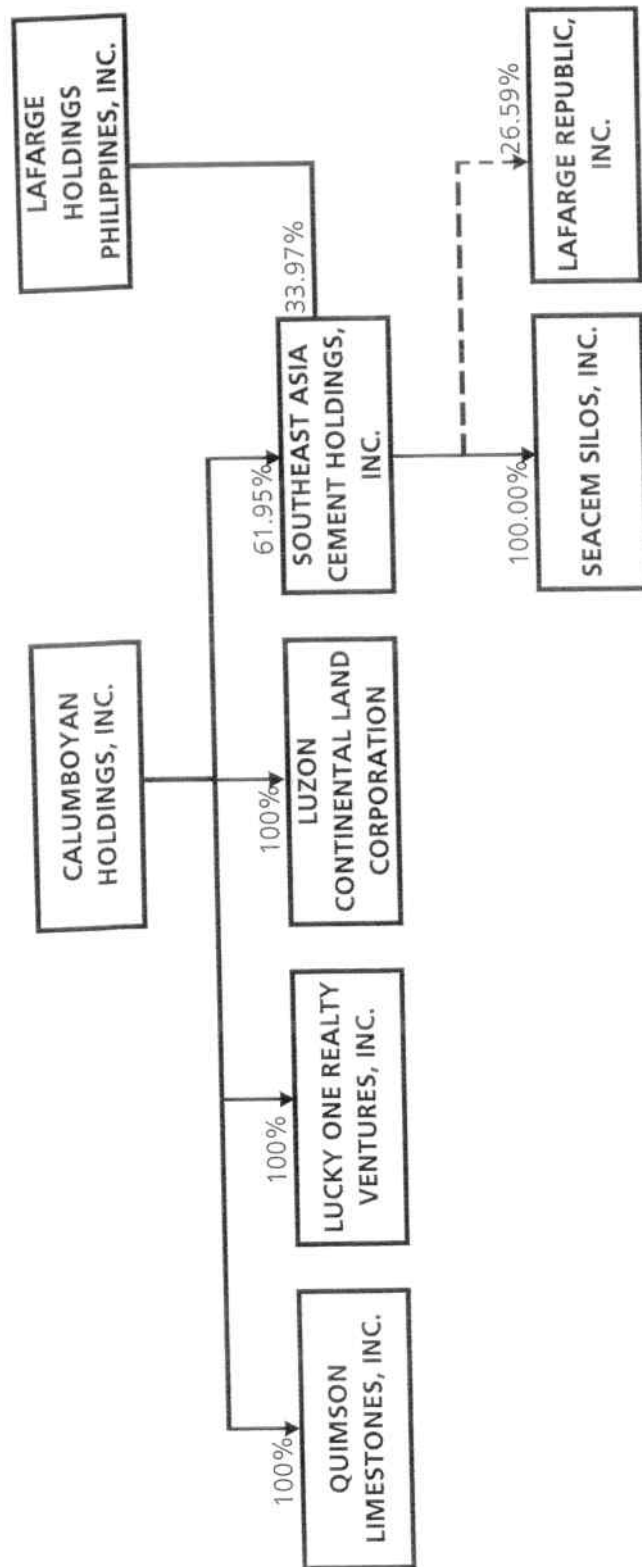 CALUMBOYAN
HOLDINGS, INC.
LAFARGE
HOLDINGS
PHILIPPINES, INC.
100%
QUIMSON
LIMESTONES, INC.
100%
LUCKY ONE REALTY
VENTURES, INC.
100%
LUZON
CONTINENTAL LAND
CORPORATION
61.95%
33.97%
SOUTHEAST ASIA
CEMENT HOLDINGS,
INC.
100.00%
SEACEM SILOS, INC.
26.59%
LAFARGE REPUBLIC,
INC.